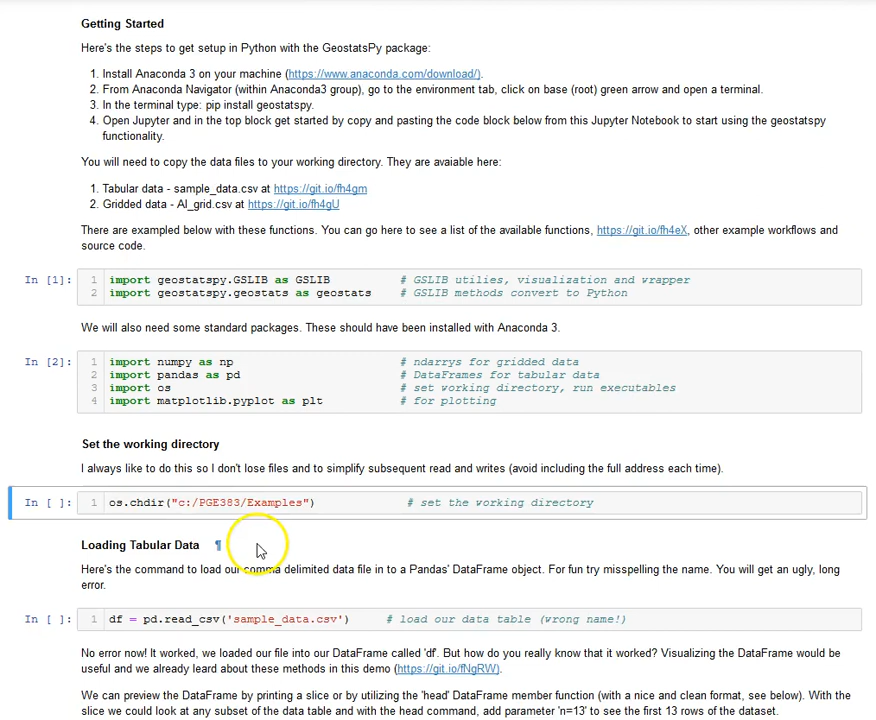 Getting Started
Here's the steps to get setup in Python with the GeostatsPy package:
1. Install Anaconda 3 on your machine (https://www.anaconda.com/download/).
2. From Anaconda Navigator (within Anaconda3 group), go to the environment tab, click on base (root) green arrow and open a terminal.
3. In the terminal type: pip install geostatspy.
4. Open Jupyter and in the top block get started by copy and pasting the code block below from this Jupyter Notebook to start using the geostatspy
functionality.
You will need to copy the data files to your working directory. They are avaiable here:
1. Tabular data - sample_data.csv at https://git.io/fh4gm
2. Gridded data - AI_grid.csv at https://git.io/fh4gU
There are exampled below with these functions. You can go here to see a list of the available functions, https://git.io/fh4eX, other example workflows and
source code.
In [1]: 1 import geostatspy.GSLIB as GSLIB # GSLIB utilies, visualization and wrapper
2 import geostatspy.geostats as geostats # GSLIB methods convert to Python
We will also need some standard packages. These should have been installed with Anaconda 3.
In [2]: 1 import numpy as np # ndarrys for gridded data
2 import pandas as pd # DataFrames for tabular data
3 import os # set working directory, run executables
4 import matplotlib.pyplot as plt # for plotting
Set the working directory
I always like to do this so I don't lose files and to simplify subsequent read and writes (avoid including the full address each time).
In [ ]: 1 os.chdir("c:/PGE383/Examples") # set the working directory
Loading Tabular Data ¶
Here's the command to load our comma delimited data file in to a Pandas' DataFrame object. For fun try misspelling the name. You will get an ugly, long
error.
In [ ]: 1 df = pd.read_csv('sample_data.csv') # load our data table (wrong name!)
No error now! It worked, we loaded our file into our DataFrame called 'df'. But how do you really know that it worked? Visualizing the DataFrame would be
useful and we already leard about these methods in this demo (https://git.io/fNgRW).
We can preview the DataFrame by printing a slice or by utilizing the 'head' DataFrame member function (with a nice and clean format, see below). With the
slice we could look at any subset of the data table and with the head command, add parameter 'n=13' to see the first 13 rows of the dataset.